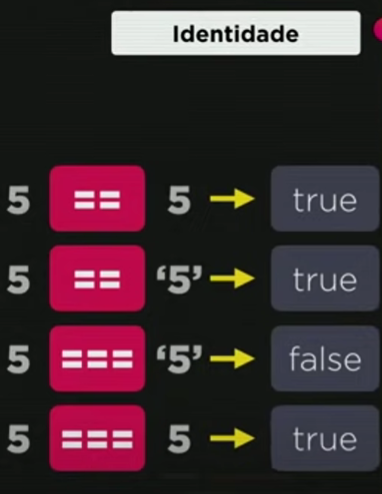 Identidade
5 == 5 → true
5 == ‘5’ → true
5 === ‘5’ → false
5 === 5 → true